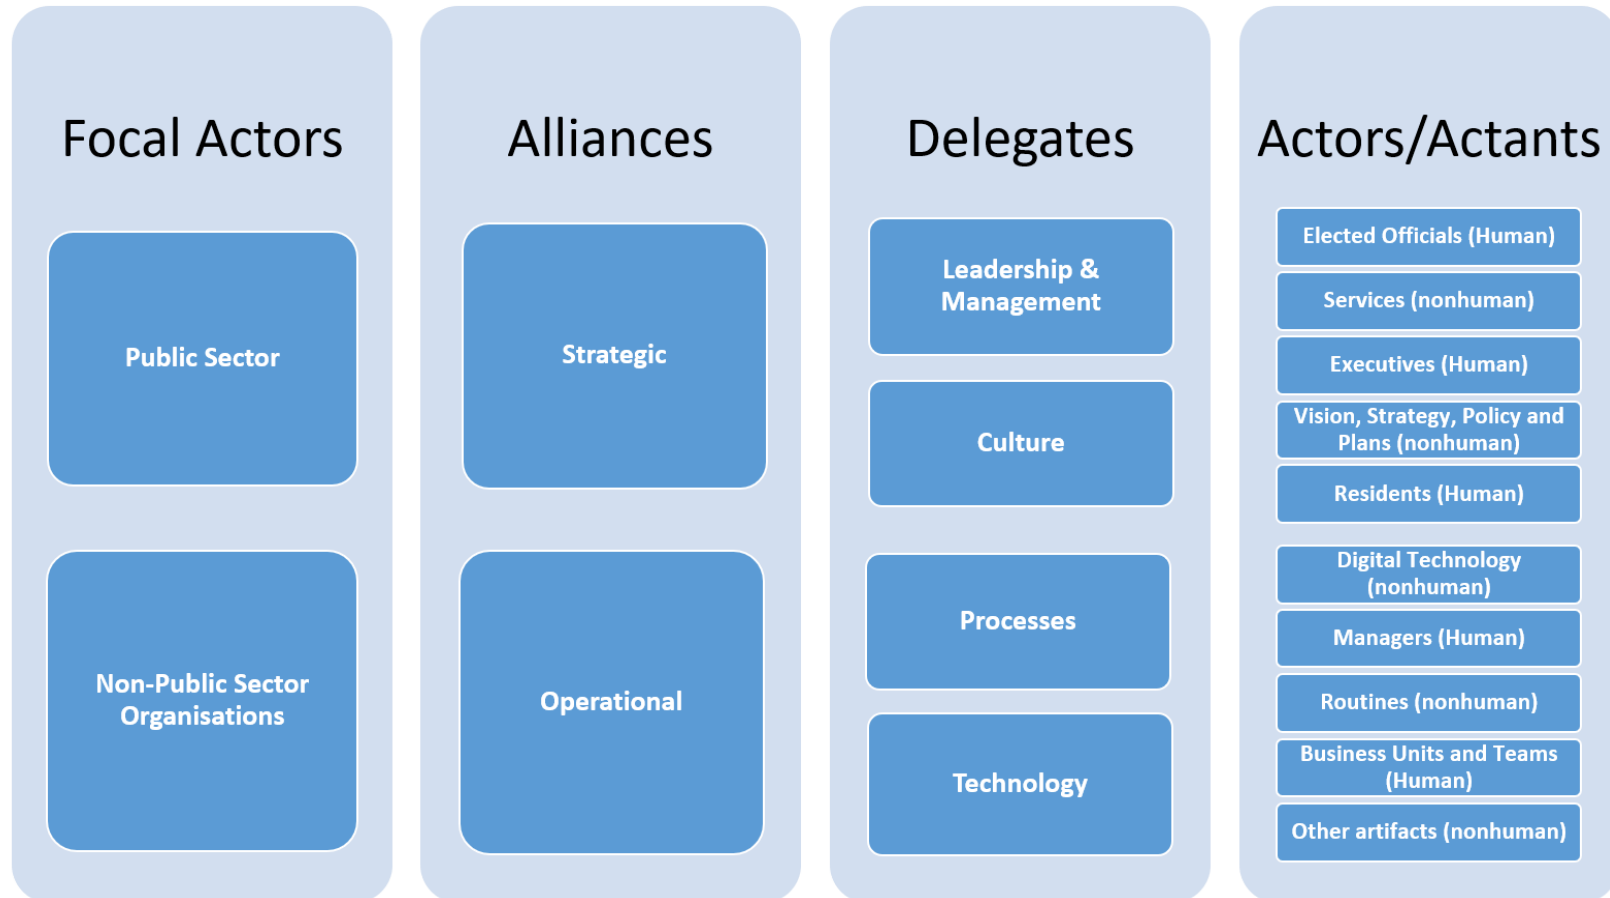 Focal Actors
Public Sector
Non-Public Sector
Organisations
Alliances
Strategic
Operational
Delegates
Leadership &
Management
Culture
Processes
Technology
Actors/Actants
Elected Officials (Human)
Services (nonhuman)
Executives (Human)
Vision, Strategy, Policy and
Plans (nonhuman)
Residents (Human)
Digital Technology
(nonhuman)
Managers (Human)
Routines (nonhuman)
Business Units and Teams
(Human)
Other artifacts (nonhuman)